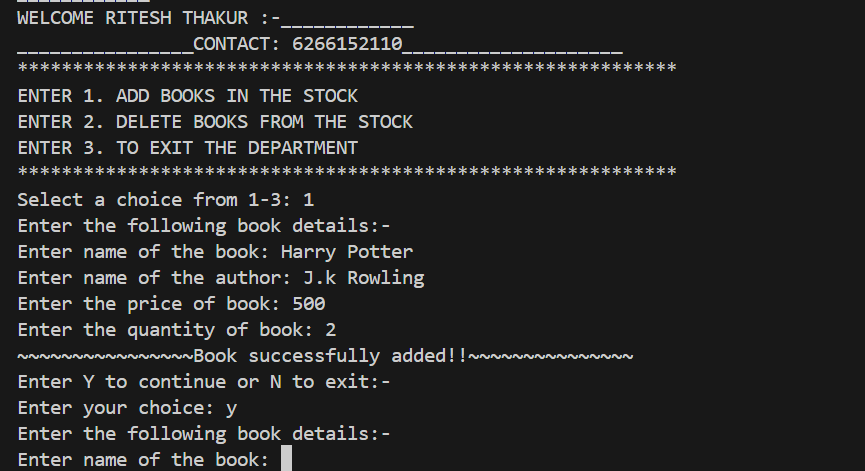 WELCOME RITESH THAKUR :-____________
________________CONTACT: 6266152110____________________
************************************************************
ENTER 1. ADD BOOKS IN THE STOCK
ENTER 2. DELETE BOOKS FROM THE STOCK
ENTER 3. TO EXIT THE DEPARTMENT
************************************************************
Select a choice from 1-3: 1
Enter the following book details:-
Enter name of the book: Harry Potter
Enter name of the author: J.k Rowling
Enter the price of book: 500
Enter the quantity of book: 2
~~~~~~~~~~~~~~~~Book successfully added!!~~~~~~~~~~~~~~~
Enter Y to continue or N to exit:-
Enter your choice: y
Enter the following book details:-
Enter name of the book: